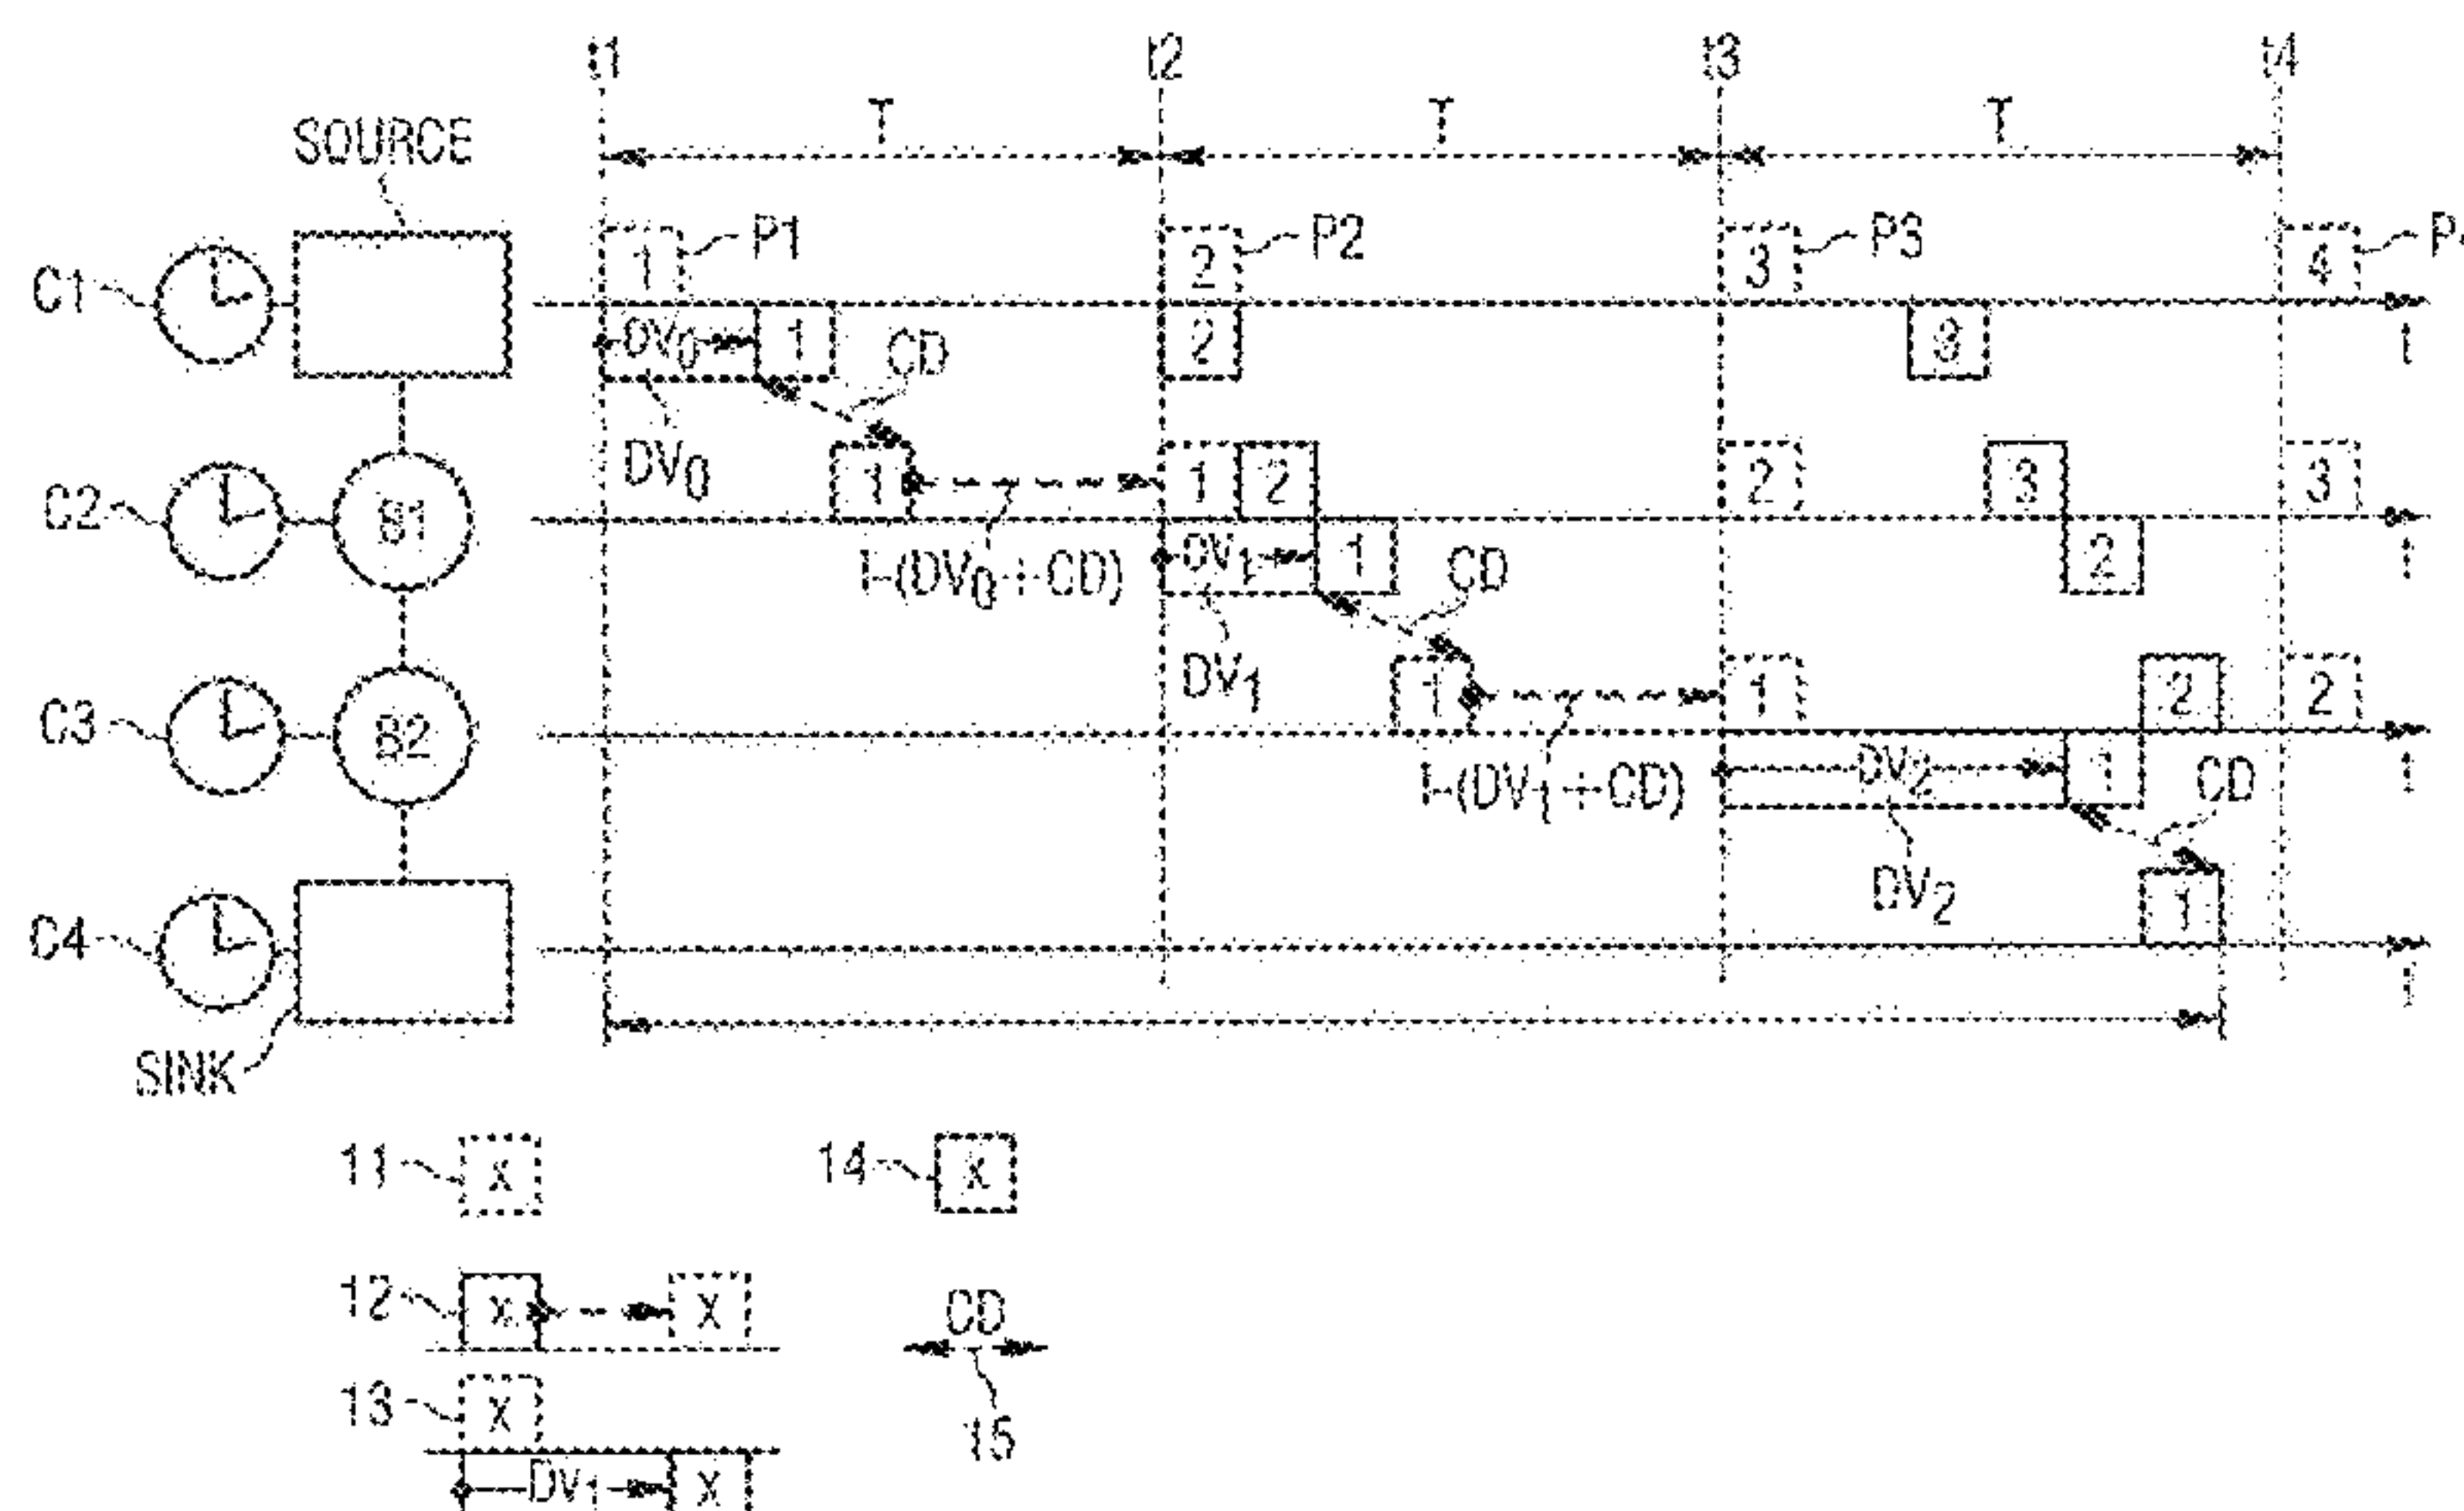 t1 t2 t3 t4
T T T
SOURCE
P1 P2 P3
1 2 3 4
C1
DV0 1 2 3 t
CD
DV0
1 1 2 2 3 3
C2 S1
T-(DV0+CD) DV1 1 CD 2 t
DV1
1 1 2 2
C3 S2
T-(DV1+CD) DV2 1 CD t
DV2
1
C4
t
SINK
11 x 14 x
12 x x CD
13 x 15
DV1 x